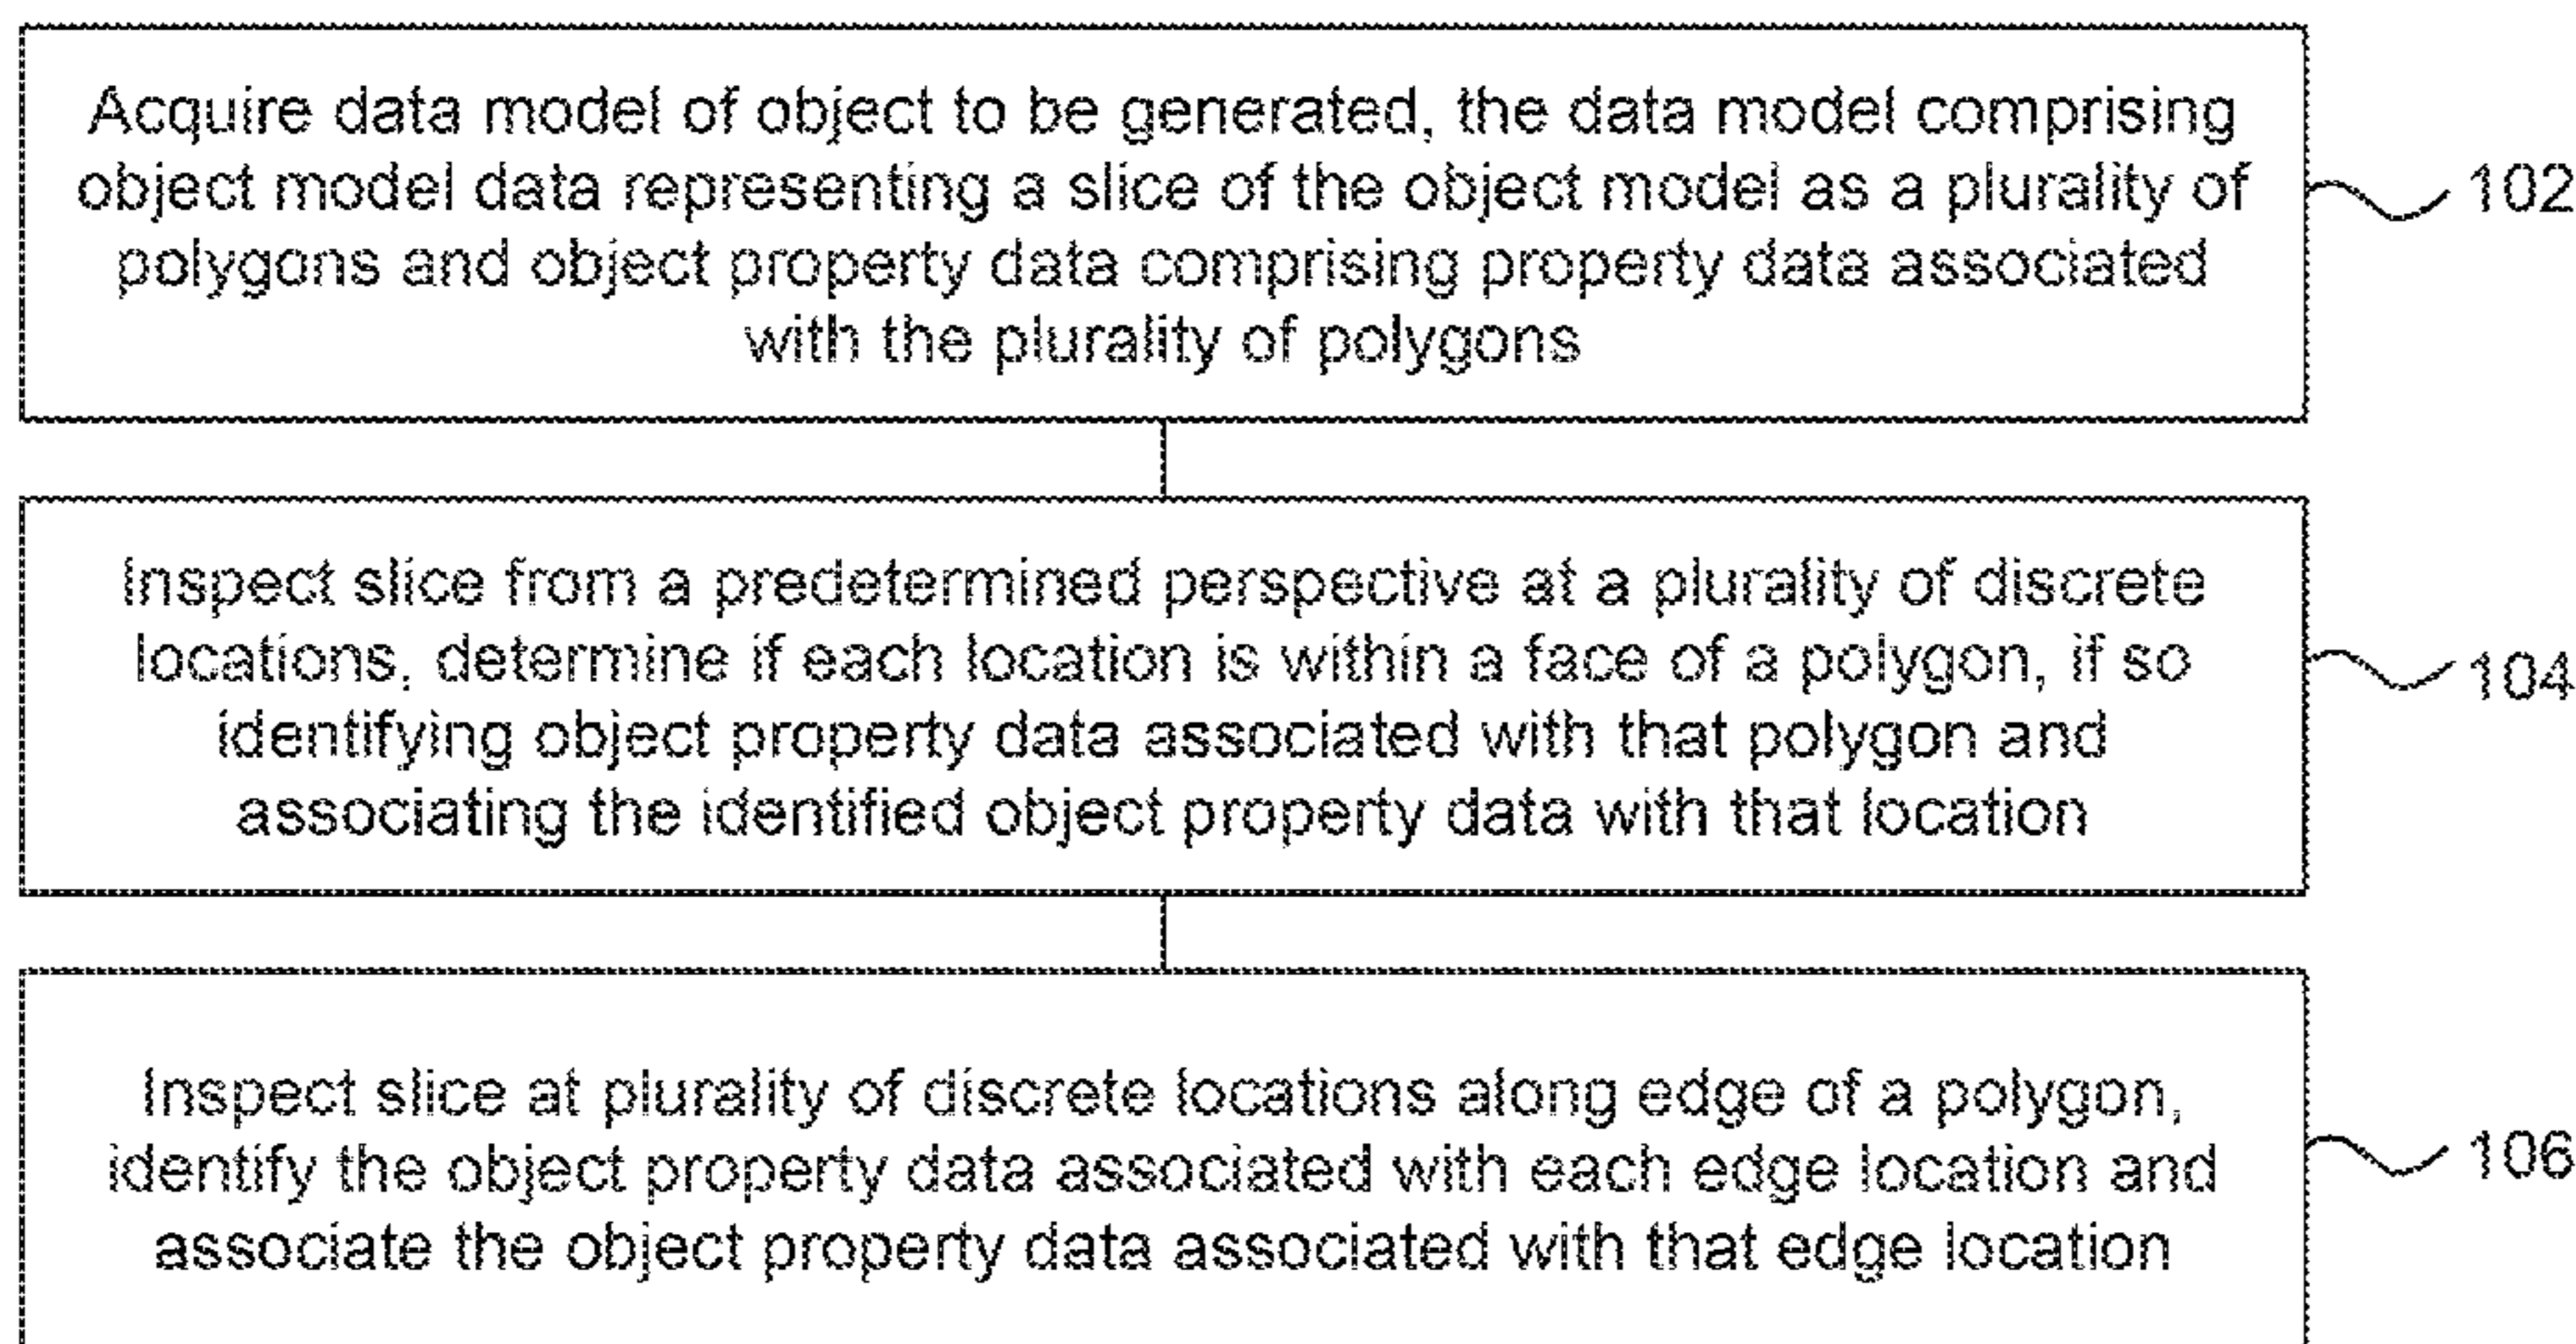 Acquire data model of object to be generated, the data model comprising
object model data representing a slice of the object model as a plurality of
polygons and object property data comprising property data associated
with the plurality of polygons
102
Inspect slice from a predetermined perspective at a plurality of discrete
locations, determine if each location is within a face of a polygon, if so
identifying object property data associated with that polygon and
associating the identified object property data with that location
104
Inspect slice at plurality of discrete locations along edge of a polygon,
identify the object property data associated with each edge location and
associate the object property data associated with that edge location
106